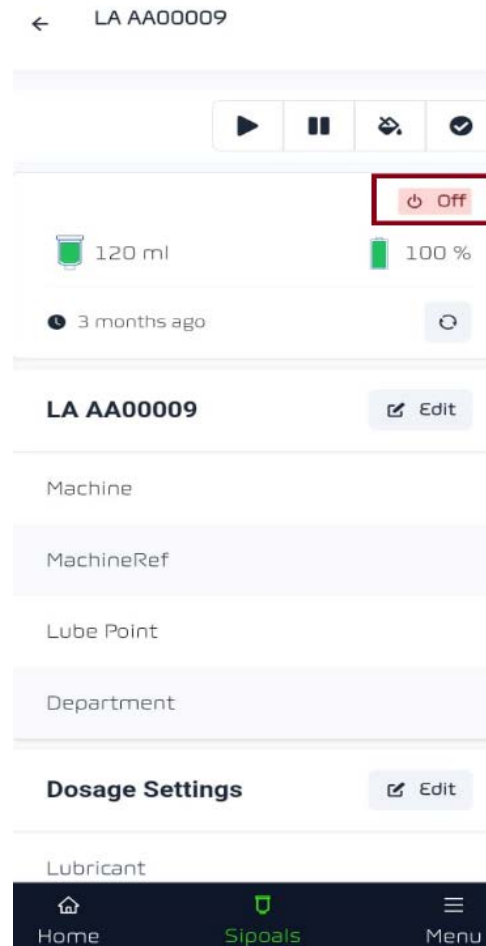 LA AA00009
Off
120 ml
100 %
3 months ago
LA AA00009
Edit
Machine
MachineRef
Lube Point
Department
Dosage Settings
Edit
Lubricant
Home
Sipoals
Menu